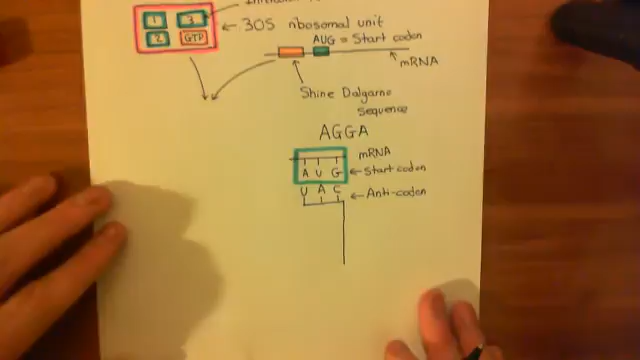 1 3
2 GTP
30S ribosomal unit
AUG = Start codon
mRNA
Shine Dalgarno
sequence
AGGA
mRNA
A U G Start codon
U A C Anti-codon